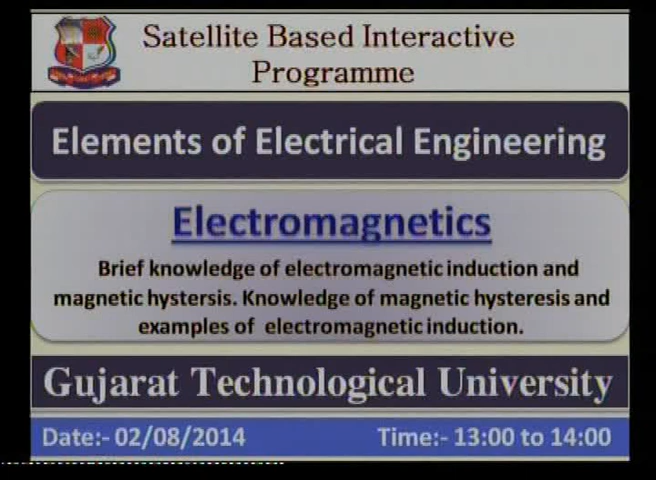 Satellite Based Interactive
Programme
Elements of Electrical Engineering
Electromagnetics
Brief knowledge of electromagnetic induction and
magnetic hystersis. Knowledge of magnetic hysteresis and
examples of electromagnetic induction.
Gujarat Technological University
Date:- 02/08/2014 Time:- 13:00 to 14:00